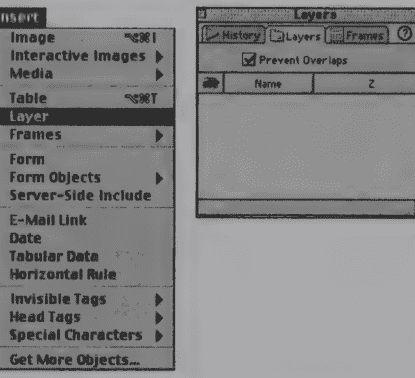 Insert
Image ⌥⌘I
Interactive Images
Media
Table ⌥⌘T
Layer
Frames
Form
Form Objects
Server-Side Include
E-Mail Link
Date
Tabular Data
Horizontal Rule
Invisible Tags
Head Tags
Special Characters
Get More Objects...
Layers
History Layers Frames ?
Prevent Overlaps
Name Z